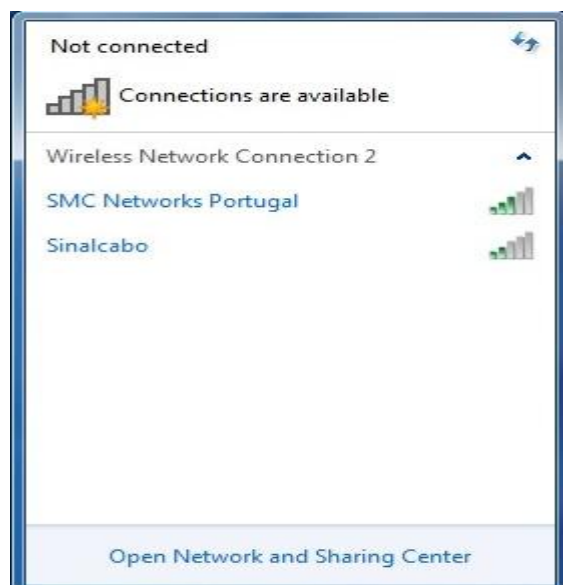 Not connected
Connections are available
Wireless Network Connection 2
SMC Networks Portugal
Sinalcabo
Open Network and Sharing Center